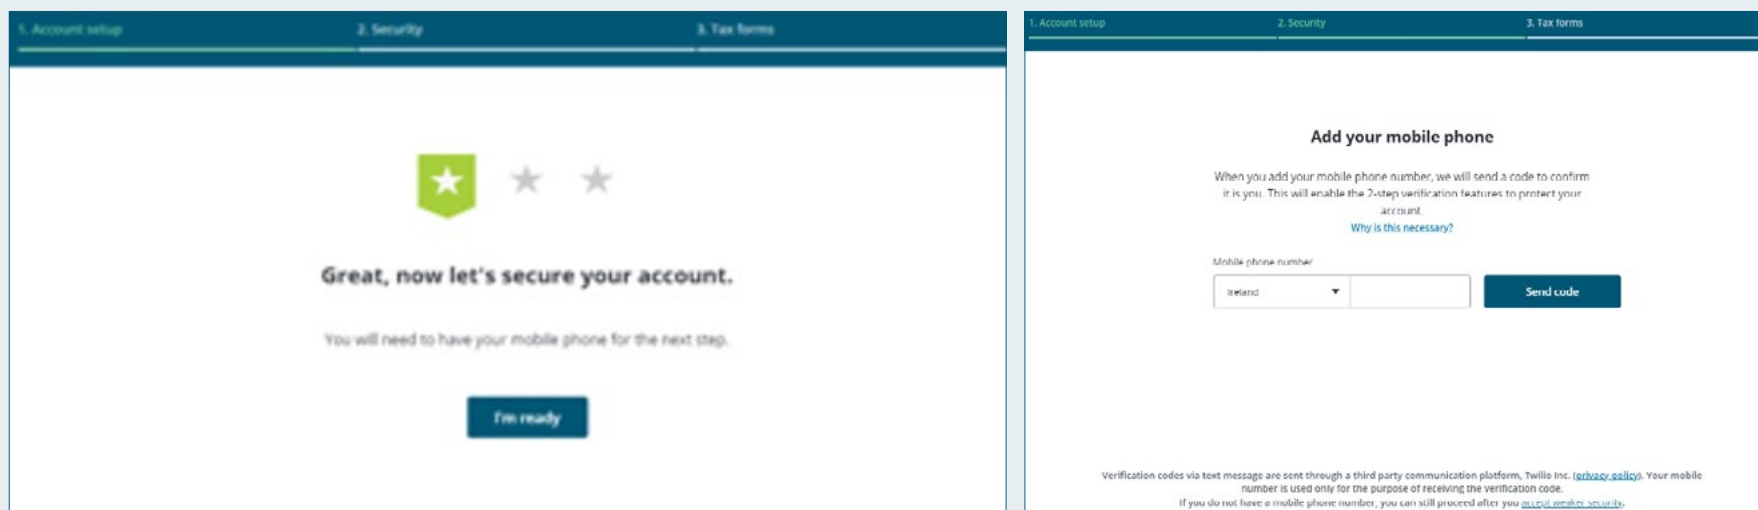 1. Account setup 2. Security 3. Tax forms
Great, now let's secure your account.
You will need to have your mobile phone for the next step.
I'm ready
1. Account setup 2. Security 3. Tax forms
Add your mobile phone
When you add your mobile phone number, we will send a code to confirm
it is you. This will enable the 2-step verification features to protect your
account.
Why is this necessary?
Mobile phone number
Ireland
Send code
Verification codes via text message are sent through a third party communication platform, Twilio Inc. (privacy policy). Your mobile
number is used only for the purpose of receiving the verification code.
If you do not have a mobile phone number, you can still proceed after you accept weaker security.